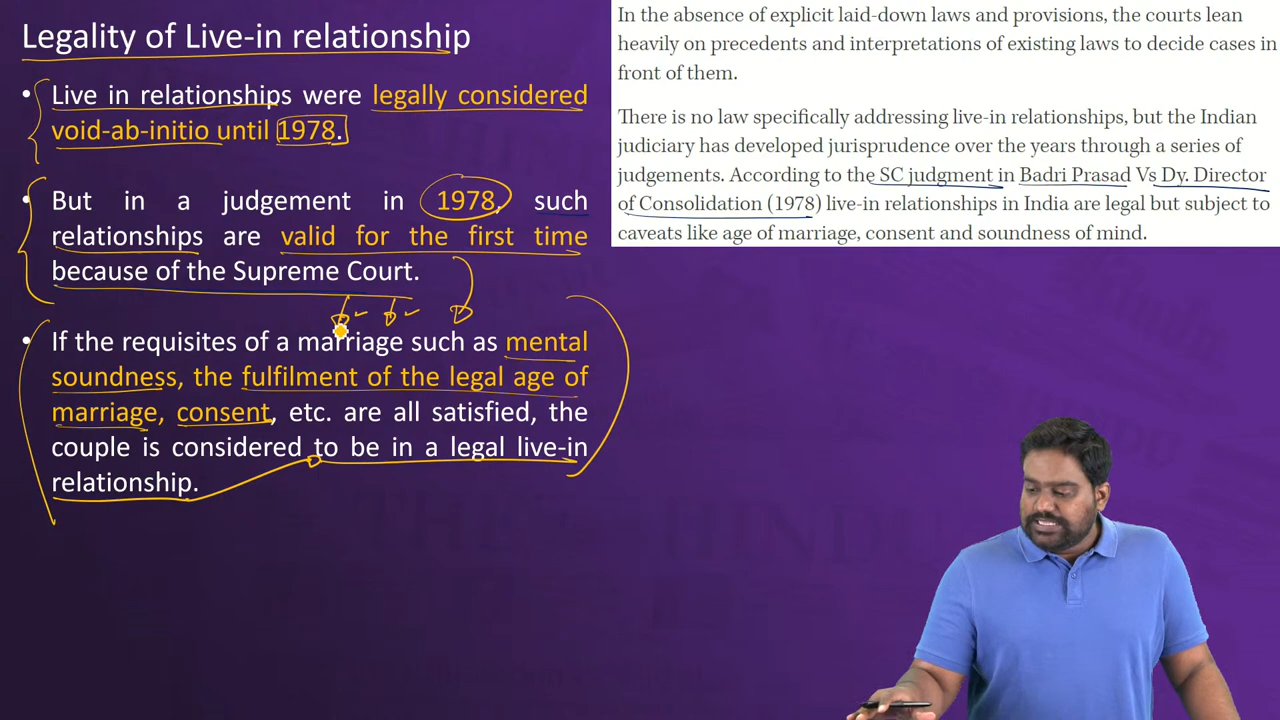 Legality of Live-in relationship
• Live in relationships were legally considered
void-ab-initio until 1978.
• But in a judgement in 1978, such
relationships are valid for the first time
because of the Supreme Court.
• If the requisites of a marriage such as mental
soundness, the fulfilment of the legal age of
marriage, consent, etc. are all satisfied, the
couple is considered to be in a legal live-in
relationship.
In the absence of explicit laid-down laws and provisions, the courts lean
heavily on precedents and interpretations of existing laws to decide cases in
front of them.
There is no law specifically addressing live-in relationships, but the Indian
judiciary has developed jurisprudence over the years through a series of
judgements. According to the SC judgment in Badri Prasad Vs Dy. Director
of Consolidation (1978) live-in relationships in India are legal but subject to
caveats like age of marriage, consent and soundness of mind.